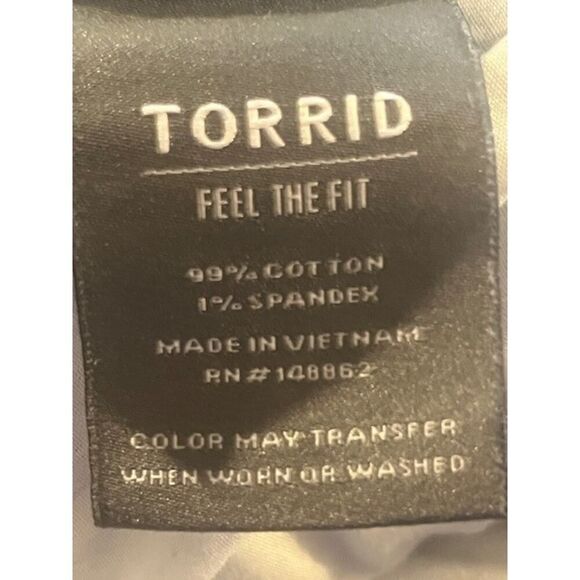 TORRID
FEEL THE FIT
99% COTTON
1% SPANDEX
MADE IN VIETNAM
RN # 148862
COLOR MAY TRANSFER
WHEN WORN OR WASHED